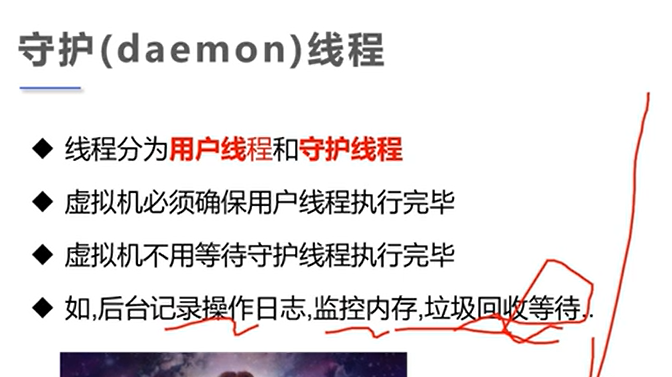 守护(daemon)线程
◆ 线程分为用户线程和守护线程
◆ 虚拟机必须确保用户线程执行完毕
◆ 虚拟机不用等待守护线程执行完毕
◆ 如,后台记录操作日志,监控内存,垃圾回收等待..